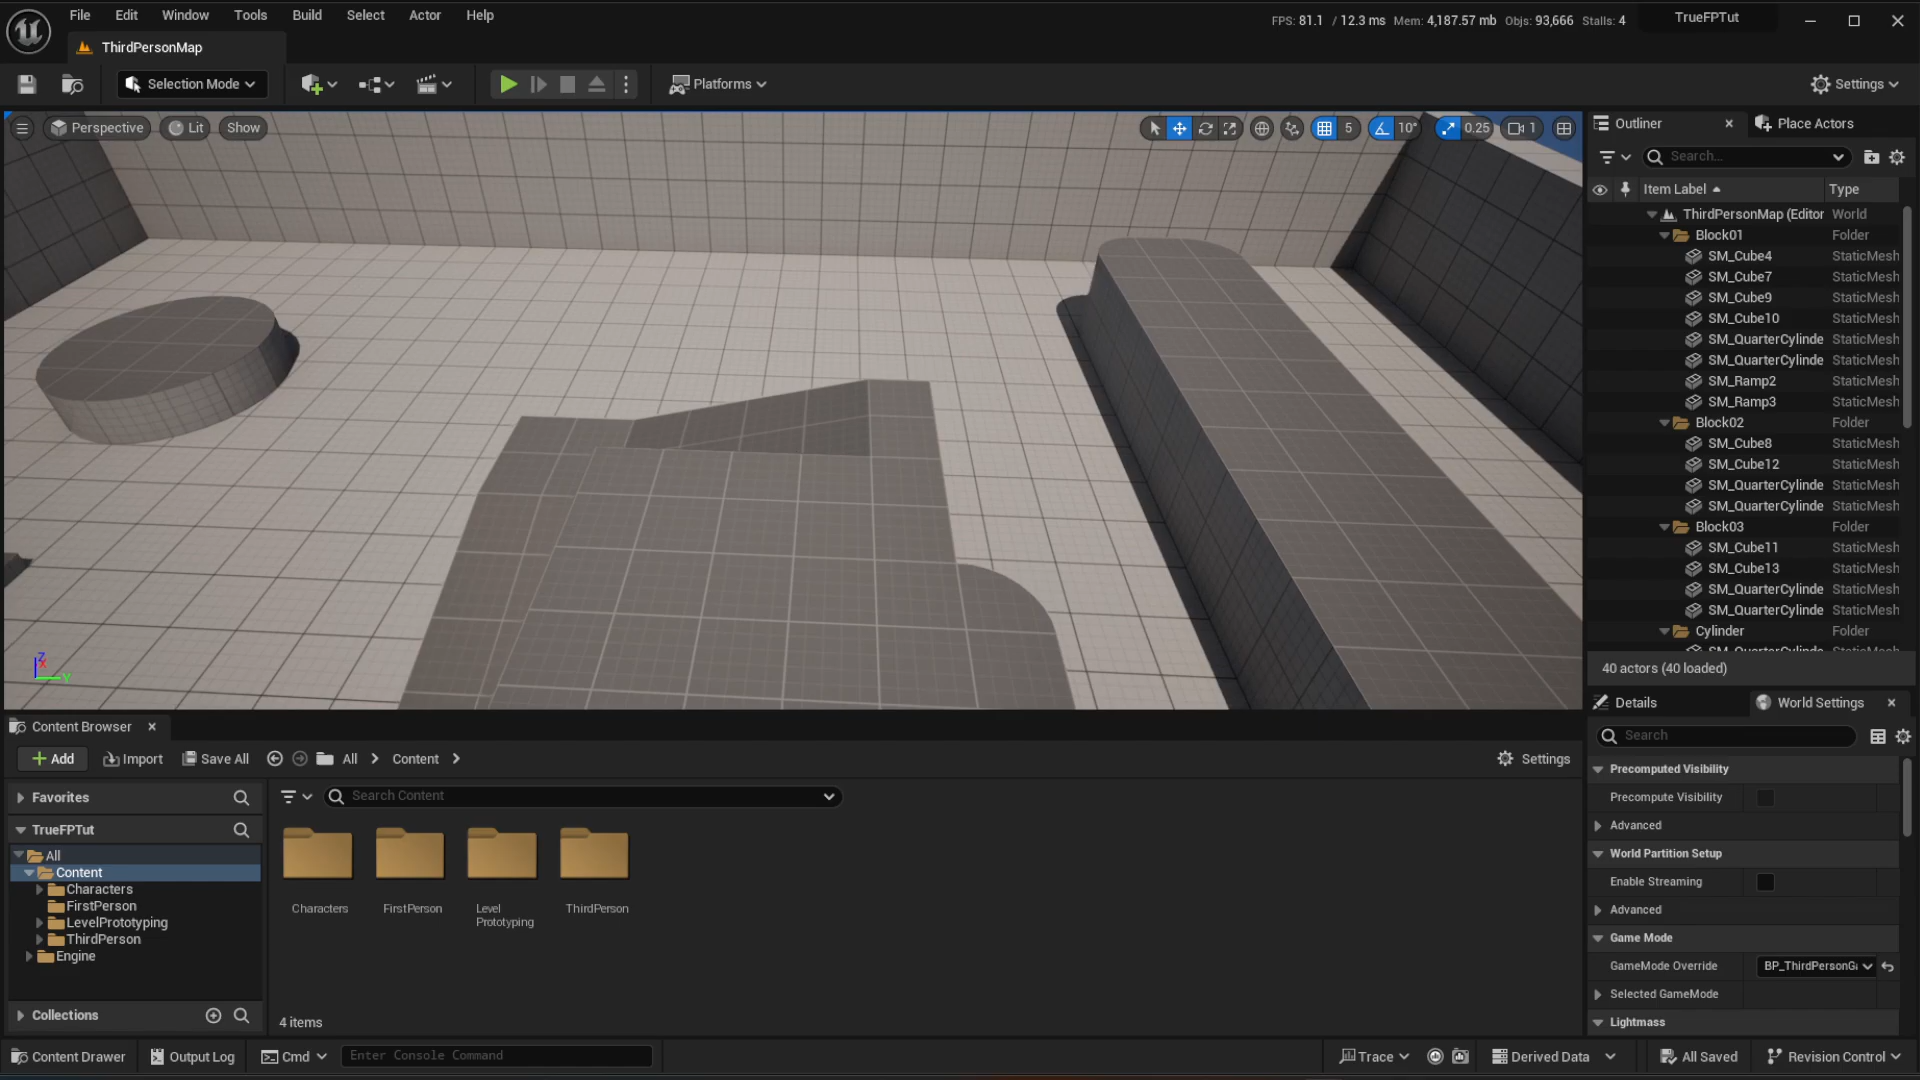 File Edit Window Tools Build Select Actor Help
FPS: 81.1 / 12.3 ms Mem: 4,187.57 mb Objs: 93,666 Stalls: 4
TrueFPTut
ThirdPersonMap
Selection Mode
Platforms
Settings
Perspective Lit Show
5 10° 0.25 1
Outliner
Place Actors
Search...
Item Label Type
ThirdPersonMap (Editor World
Block01 Folder
SM_Cube4 StaticMesh
SM_Cube7 StaticMesh
SM_Cube9 StaticMesh
SM_Cube10 StaticMesh
SM_QuarterCylinde StaticMesh
SM_QuarterCylinde StaticMesh
SM_Ramp2 StaticMesh
SM_Ramp3 StaticMesh
Block02 Folder
SM_Cube8 StaticMesh
SM_Cube12 StaticMesh
SM_QuarterCylinde StaticMesh
SM_QuarterCylinde StaticMesh
Block03 Folder
SM_Cube11 StaticMesh
SM_Cube13 StaticMesh
SM_QuarterCylinde StaticMesh
SM_QuarterCylinde StaticMesh
Cylinder Folder
40 actors (40 loaded)
Z
X
Y
Details
World Settings
Search
Precomputed Visibility
Precompute Visibility
Advanced
World Partition Setup
Enable Streaming
Advanced
Game Mode
GameMode Override BP_ThirdPersonGa
Selected GameMode
Lightmass
Content Browser
Add Import Save All All Content
Settings
Favorites
TrueFPTut
All
Content
Characters
FirstPerson
LevelPrototyping
ThirdPerson
Engine
Collections
Search Content
Characters
FirstPerson
Level
Prototyping
ThirdPerson
4 items
Content Drawer Output Log Cmd Enter Console Command
Trace Derived Data All Saved Revision Control